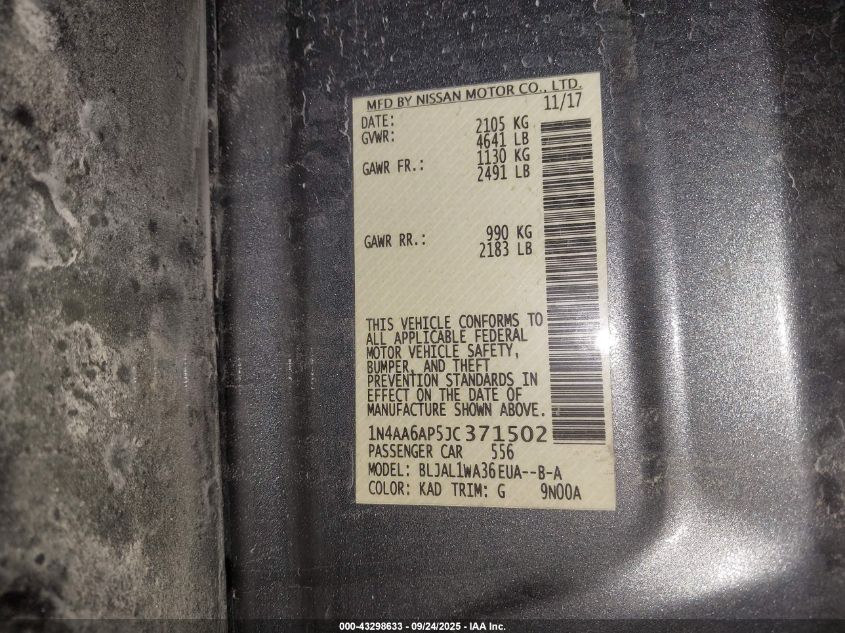 MFD BY NISSAN MOTOR CO., LTD.
DATE: 11/17
GVWR: 2105 KG
4641 LB
GAWR FR.: 1130 KG
2491 LB
GAWR RR.: 990 KG
2183 LB
THIS VEHICLE CONFORMS TO
ALL APPLICABLE FEDERAL
MOTOR VEHICLE SAFETY,
BUMPER, AND THEFT
PREVENTION STANDARDS IN
EFFECT ON THE DATE OF
MANUFACTURE SHOWN ABOVE.
1N4AA6AP5JC371502
PASSENGER CAR 556
MODEL: BLJAL1WA36EUA--B-A
COLOR: KAD TRIM: G 9N00A
000-43298633 - 09/24/2025 - IAA Inc.